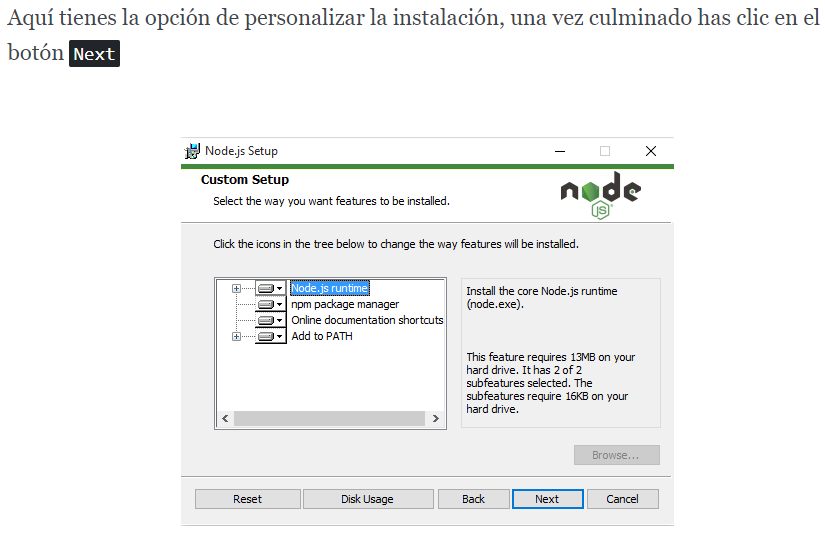 Aquí tienes la opción de personalizar la instalación, una vez culminado has clic en el
botón Next
Node.js Setup
Custom Setup
Select the way you want features to be installed.
node
JS
Click the icons in the tree below to change the way features will be installed.
Node.js runtime
npm package manager
Online documentation shortcuts
Add to PATH
Install the core Node.js runtime
(node.exe).
This feature requires 13MB on your
hard drive. It has 2 of 2
subfeatures selected. The
subfeatures require 16KB on your
hard drive.
Browse...
Reset
Disk Usage
Back
Next
Cancel